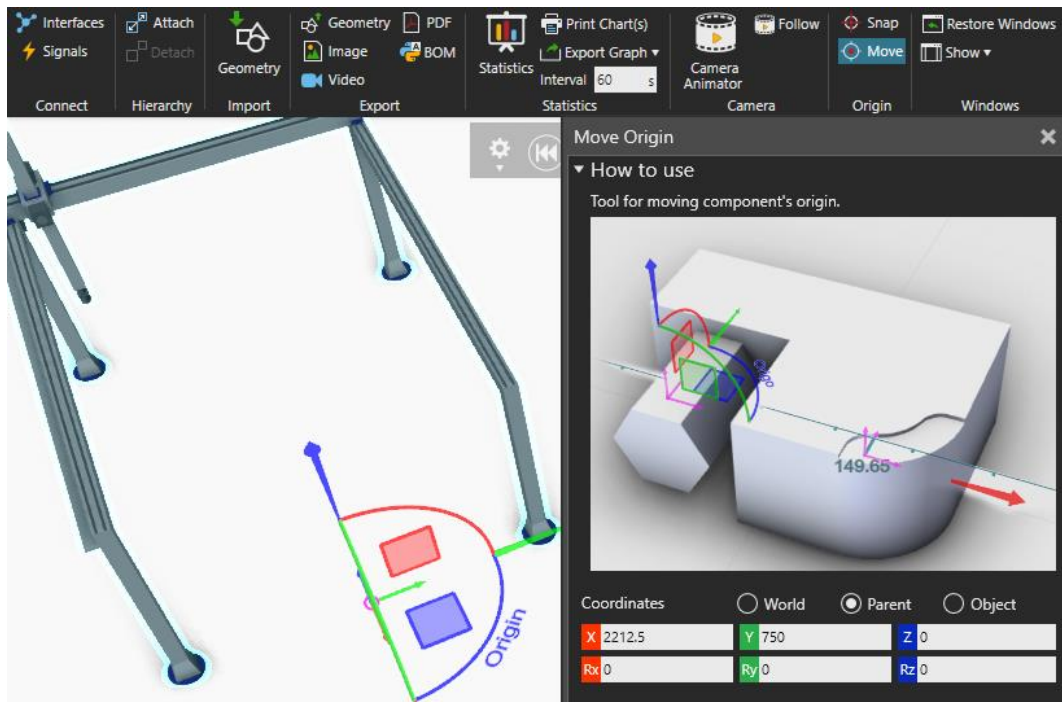 Interfaces
Signals
Connect
Attach
Detach
Hierarchy
Geometry
Import
Geometry
PDF
Image
BOM
Video
Export
Statistics
Print Chart(s)
Export Graph
Interval 60 s
Statistics
Camera
Animator
Follow
Camera
Snap
Move
Origin
Restore Windows
Show
Windows
Move Origin
How to use
Tool for moving component's origin.
149.65
Origin
Coordinates World Parent Object
X 2212.5 Y 750 Z 0
Rx 0 Ry 0 Rz 0